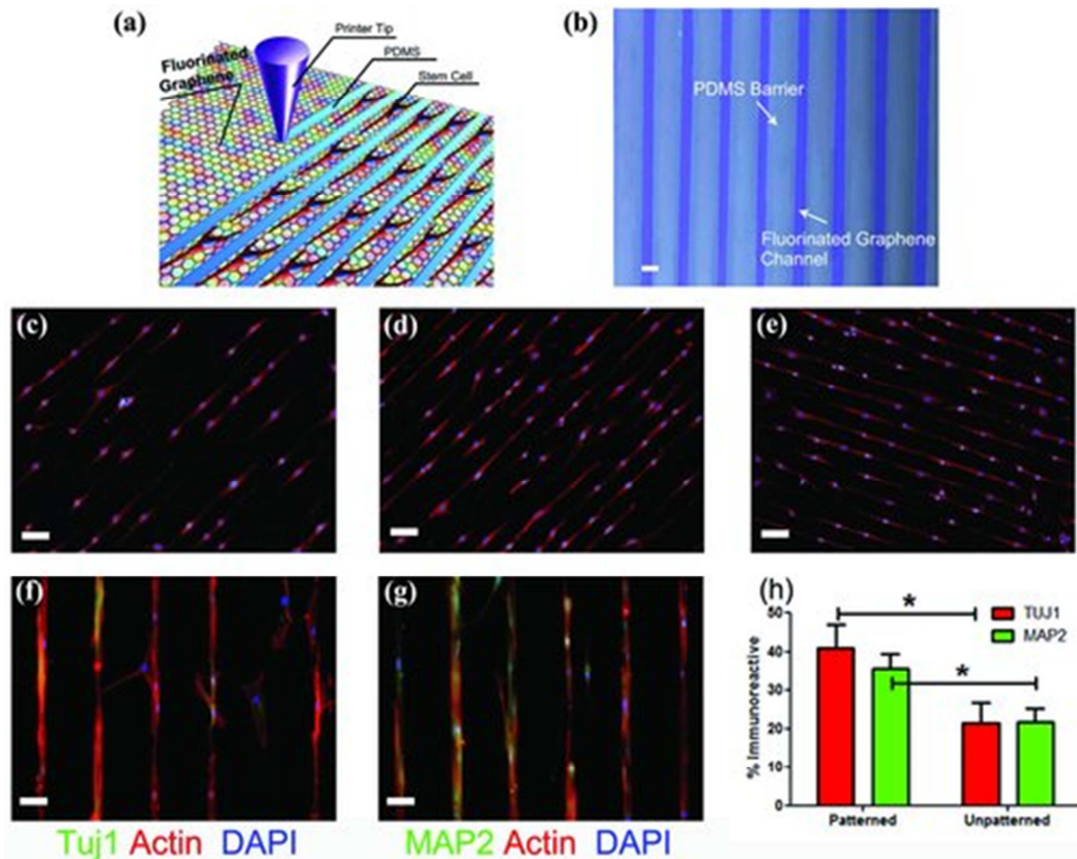 (a)
Fluorinated
Graphene
Printer Tip
PDMS
Stem Cell
(b)
PDMS Barrier
Fluorinated Graphene
Channel
(c)
(d)
(e)
(f)
(g)
Tuj1 Actin DAPI
MAP2 Actin DAPI
(h)
% Immunoreactive
50
40
30
20
10
0
*
*
TUJ1
MAP2
Patterned
Unpatterned